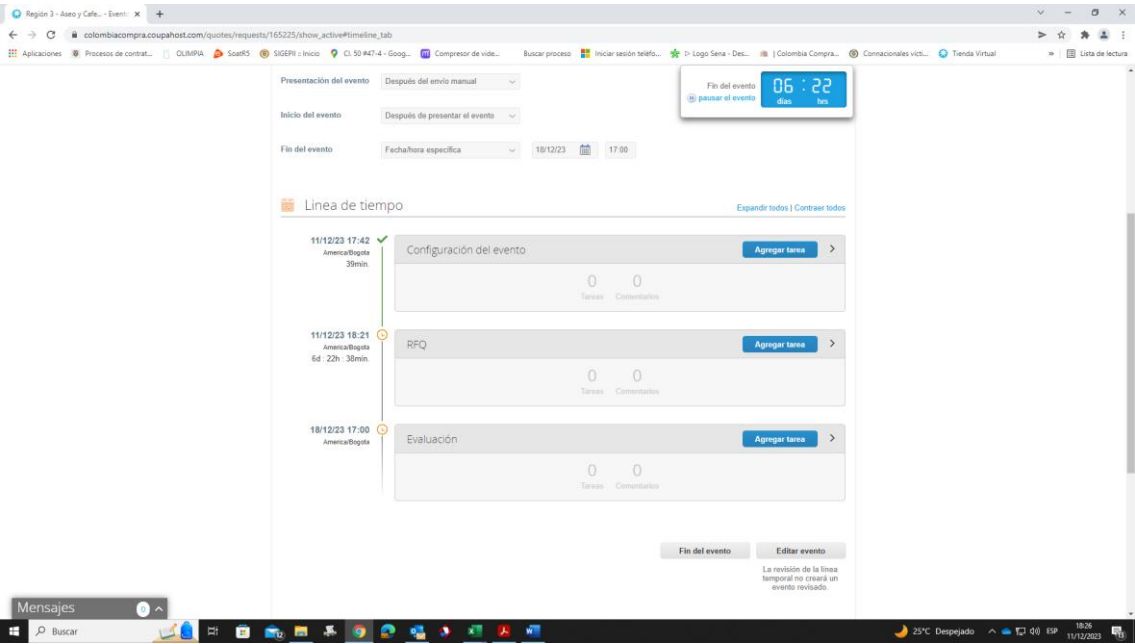 Región 3 - Aseo y Cafe... - Event
colombiacompra.coupahost.com/quotes/requests/165225/show_active#timeline_tab
Aplicaciones Procesos de contrat... OLIMPIA SoatR5 SIGEPII :: Inicio Cl. 50 #47-4 - Goog... Compresor de vide... Buscar proceso Iniciar sesión teléfo... ▷ Logo Sena - Des... | Colombia Compra... Connacionales vícti... Tienda Virtual » Lista de lectura
Presentación del evento Después del envío manual
Fin del evento 06 : 22
pausar el evento días hrs
Inicio del evento Después de presentar el evento
Fin del evento Fecha/hora específica 18/12/23 17:00
Linea de tiempo Expandir todos | Contraer todos
11/12/23 17:42
America/Bogota
39min.
Configuración del evento Agregar tarea
0 0
Tareas Comentarios
11/12/23 18:21
America/Bogota
6d : 22h : 38min.
RFQ Agregar tarea
0 0
Tareas Comentarios
18/12/23 17:00
America/Bogota
Evaluación Agregar tarea
0 0
Tareas Comentarios
Fin del evento Editar evento
La revisión de la línea
temporal no creará un
evento revisado.
Mensajes 0
Buscar 25°C Despejado ESP 18:26
11/12/2023